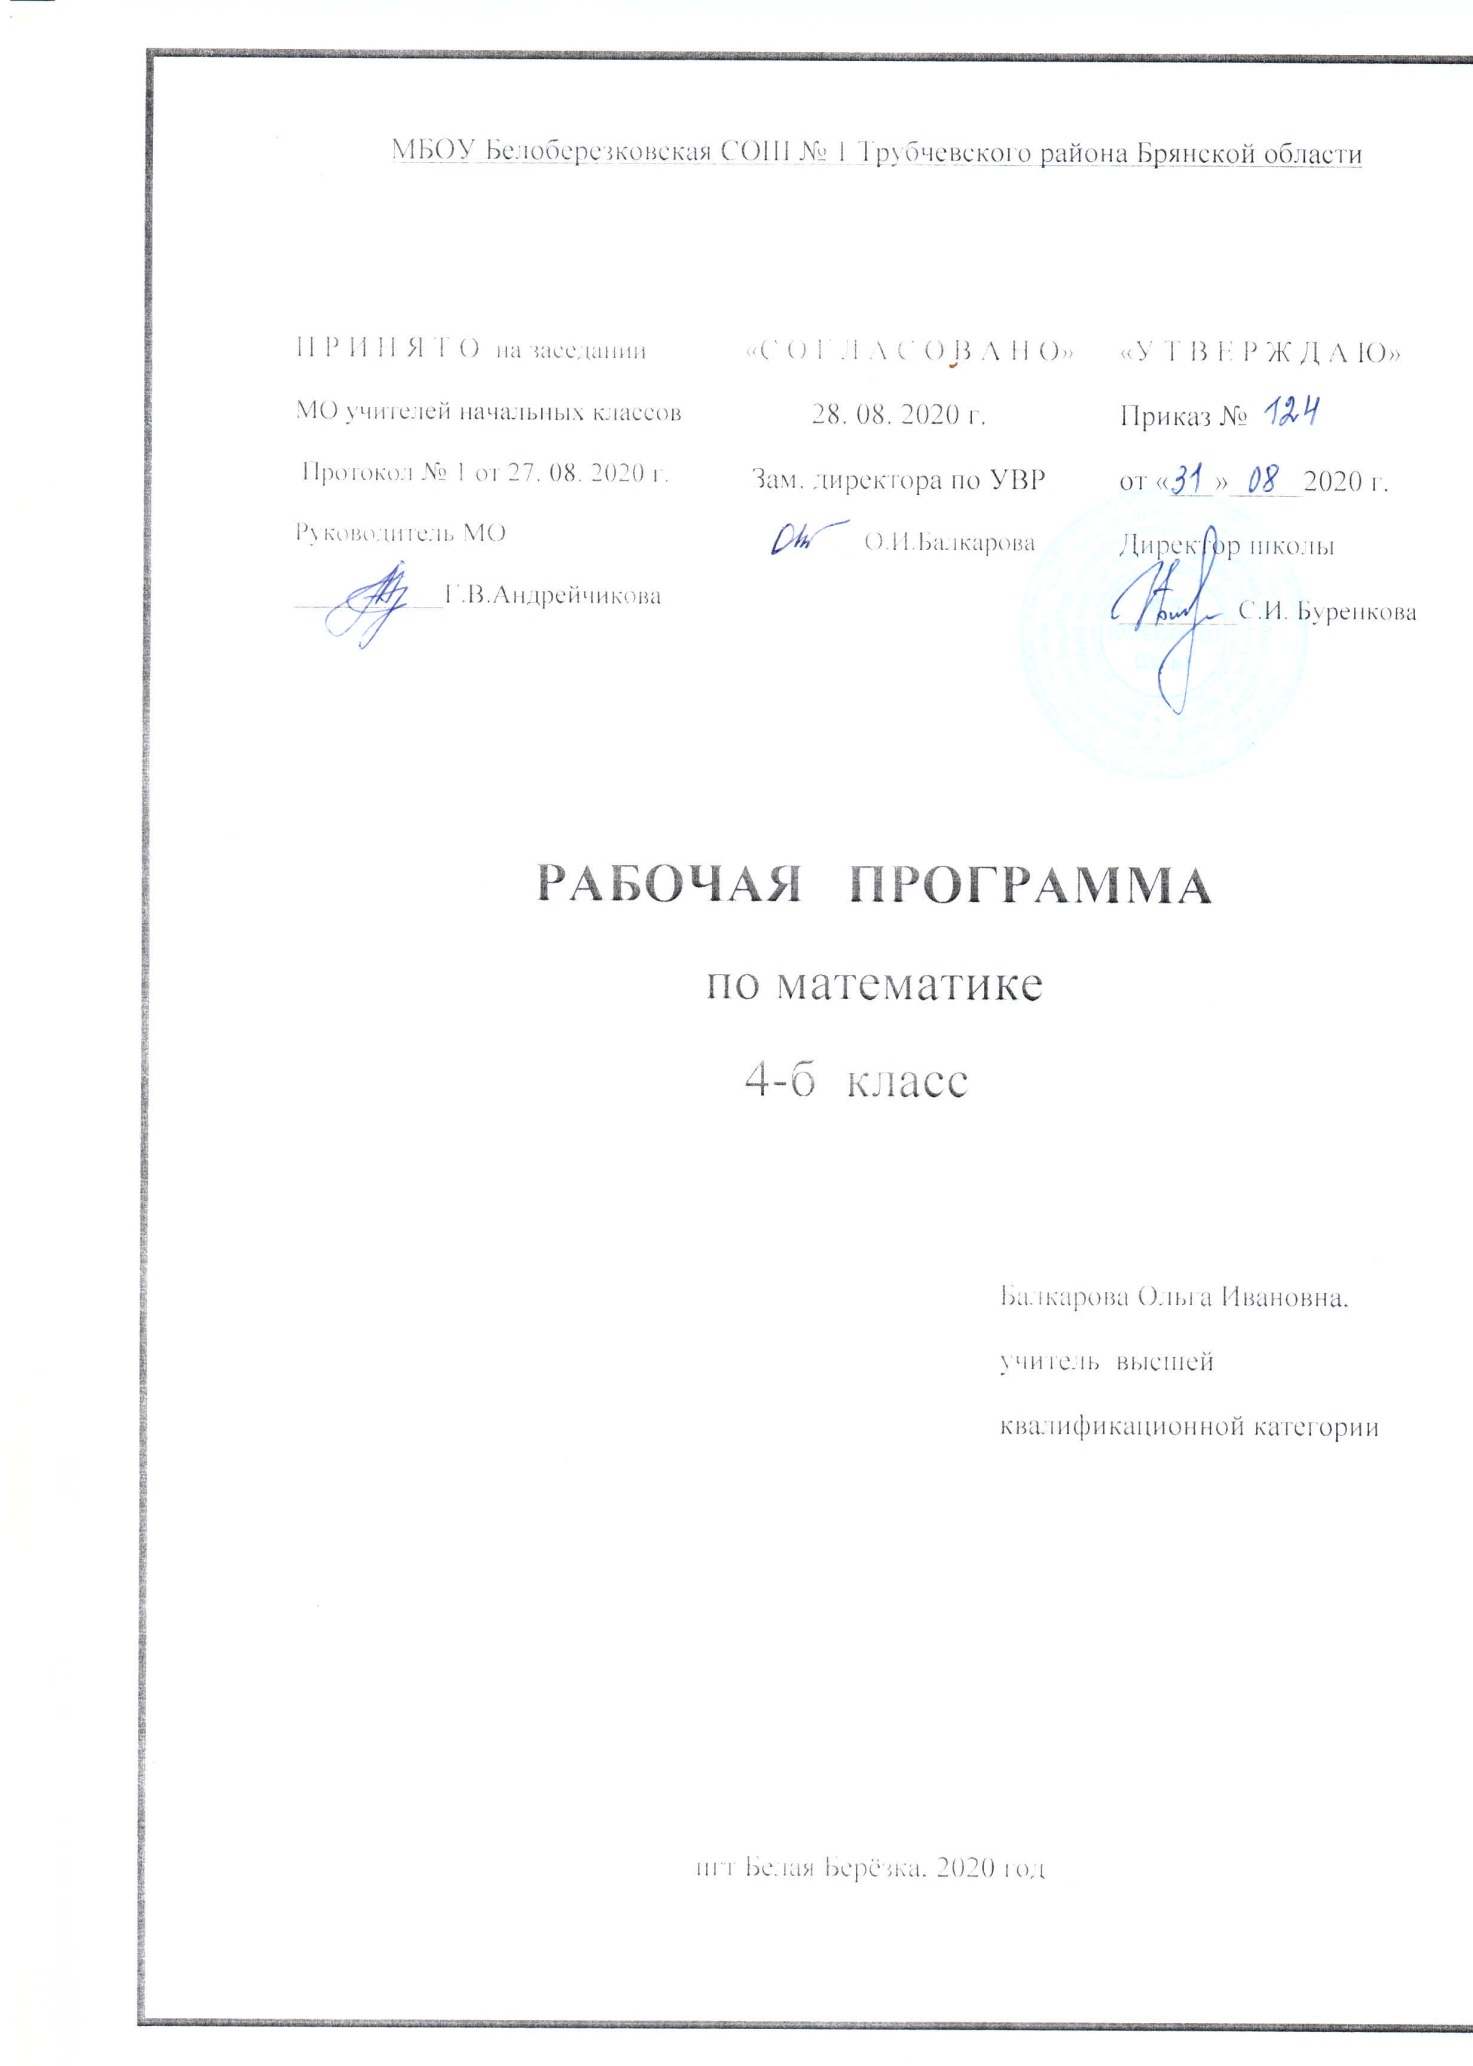 МБОУ Белоберезковская СОШ № 1 Трубчевского района Брянской области
П Р И Н Я Т О на заседании
МО учителей начальных классов
Протокол № 1 от 27. 08. 2020 г.
Руководитель МО
____________Г.В.Андрейчикова
«С О Г Л А С О В А Н О»
28. 08. 2020 г.
Зам. директора по УВР
О.И.Балкарова
«У Т В Е Р Ж Д А Ю»
Приказ № 124
от «31» 08 2020 г.
Директор школы
__________С.И. Буренкова
РАБОЧАЯ ПРОГРАММА
по математике
4-б класс
Балкарова Ольга Ивановна,
учитель высшей
квалификационной категории
пгт Белая Берёзка, 2020 год